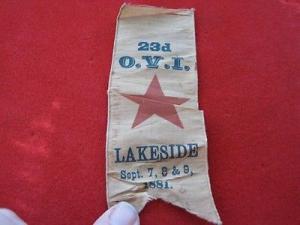 23d
O.V.I.
LAKESIDE
Sept. 7, 8 & 9,
1881.